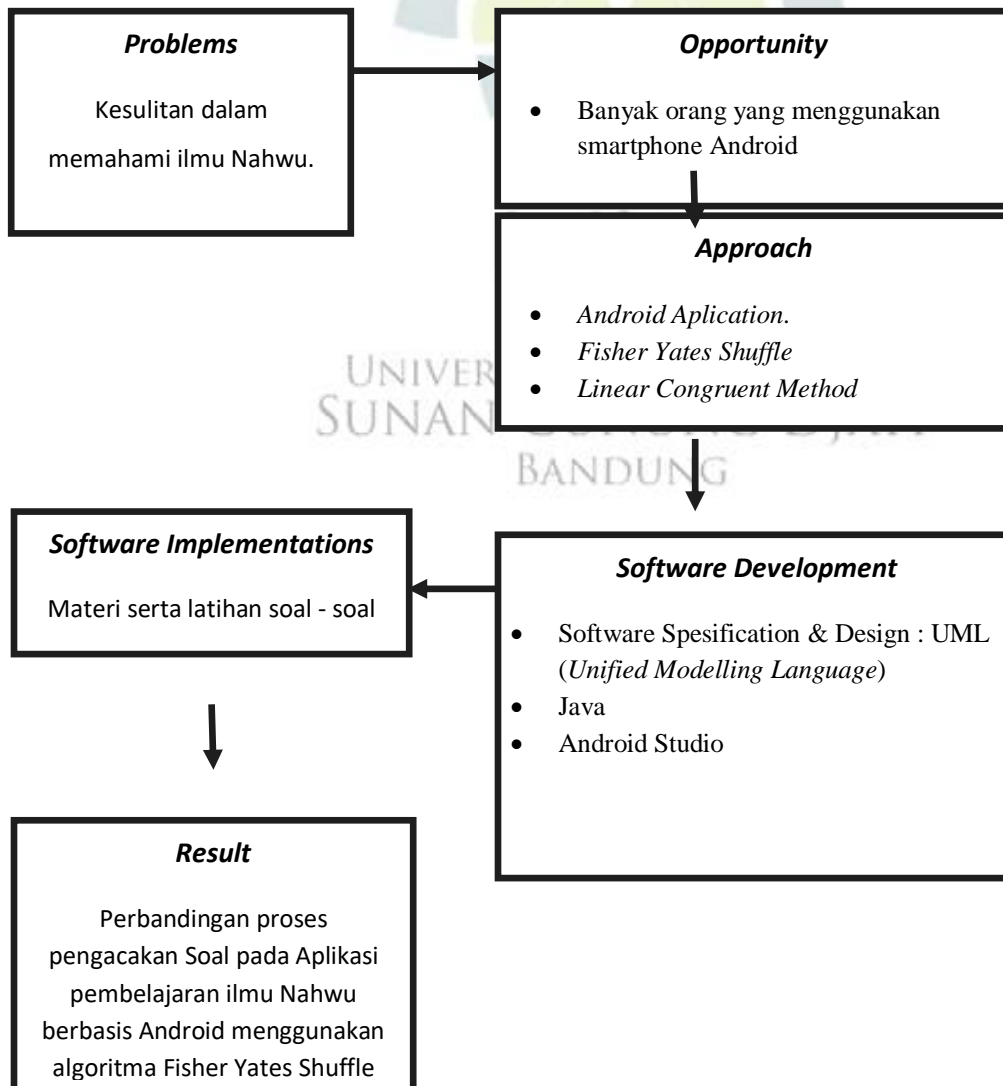 Problems
Kesulitan dalam
memahami ilmu Nahwu.
Opportunity
• Banyak orang yang menggunakan
smartphone Android
Approach
• Android Aplication.
• Fisher Yates Shuffle
• Linear Congruent Method
UNIVER
SUNAN
BANDUNG
Software Development
• Software Spesification & Design : UML
(Unified Modelling Language)
• Java
• Android Studio
Software Implementations
Materi serta latihan soal - soal
Result
Perbandingan proses
pengacakan Soal pada Aplikasi
pembelajaran ilmu Nahwu
berbasis Android menggunakan
algoritma Fisher Yates Shuffle